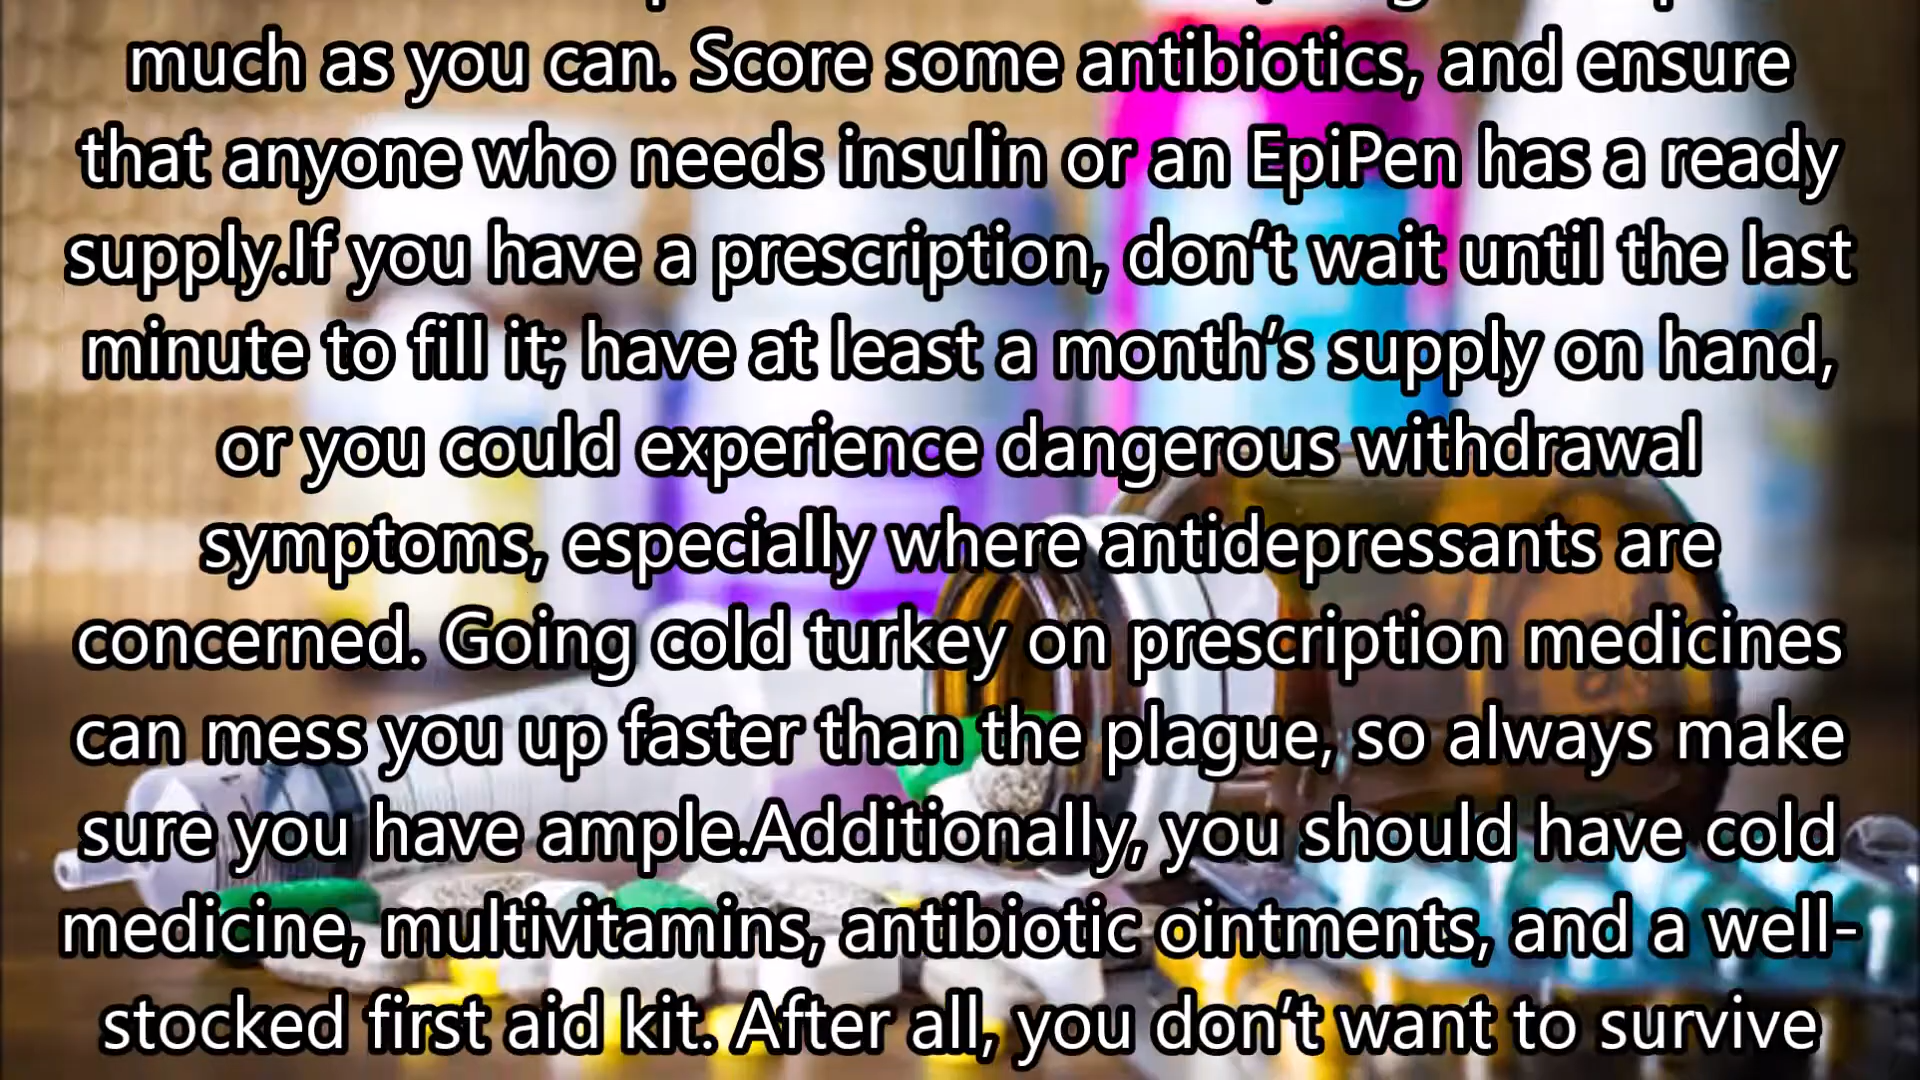 much as you can. Score some antibiotics, and ensure
that anyone who needs insulin or an EpiPen has a ready
supply.If you have a prescription, don’t wait until the last
minute to fill it; have at least a month’s supply on hand,
or you could experience dangerous withdrawal
symptoms, especially where antidepressants are
concerned. Going cold turkey on prescription medicines
can mess you up faster than the plague, so always make
sure you have ample.Additionally, you should have cold
medicine, multivitamins, antibiotic ointments, and a well-
stocked first aid kit. After all, you don’t want to survive